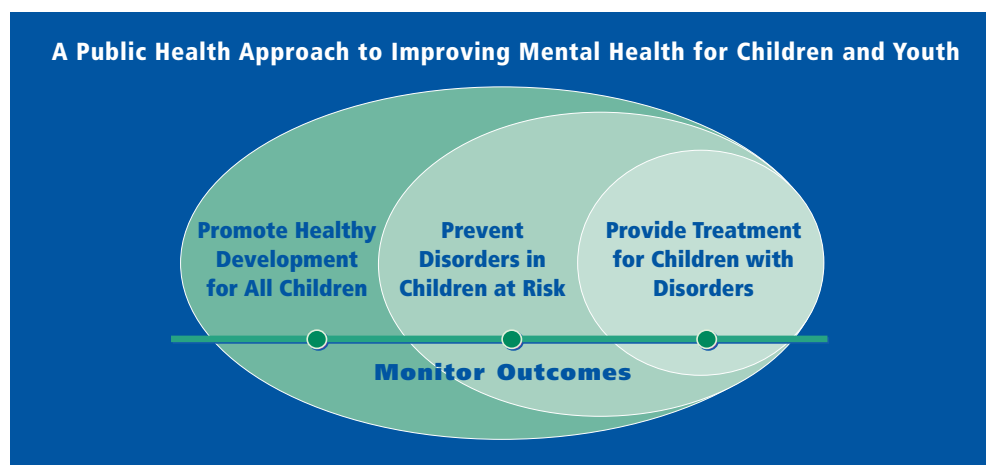 A Public Health Approach to Improving Mental Health for Children and Youth
Promote Healthy
Development
for All Children
Prevent
Disorders in
Children at Risk
Provide Treatment
for Children with
Disorders
Monitor Outcomes